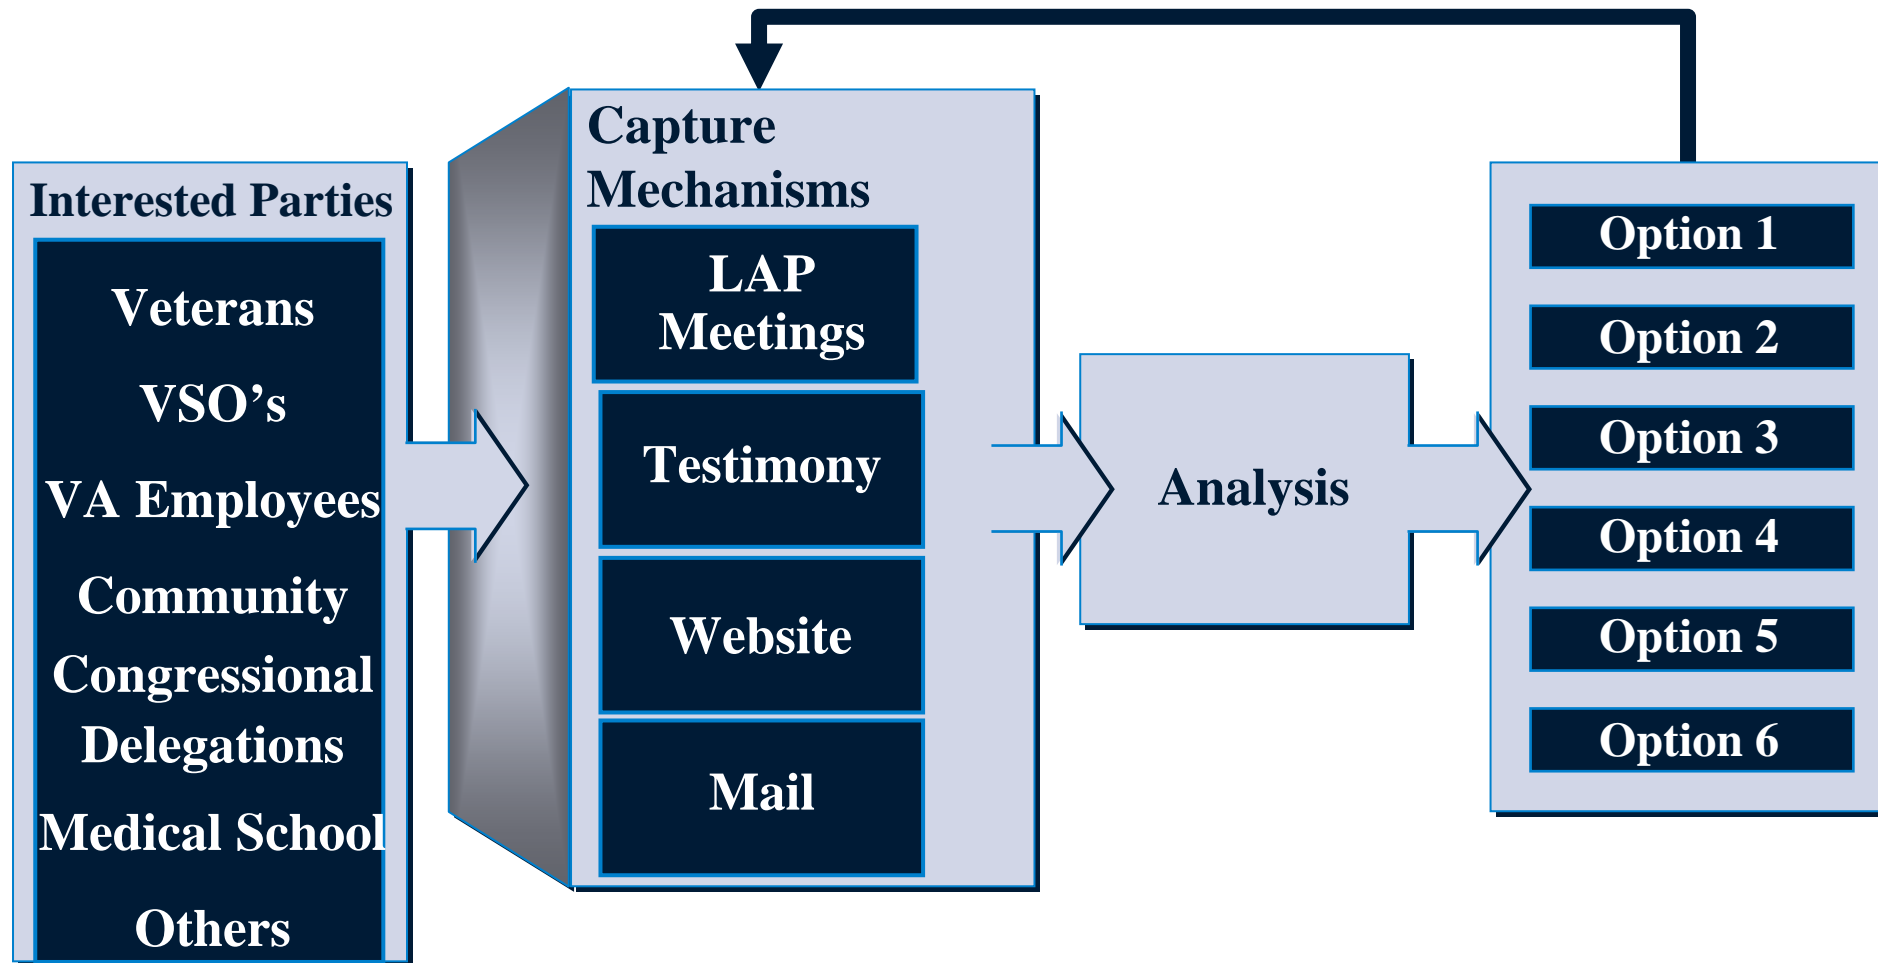 Interested Parties
Veterans
VSO’s
VA Employees
Community
Congressional
Delegations
Medical School
Others
Capture
Mechanisms
LAP
Meetings
Testimony
Website
Mail
Analysis
Option 1
Option 2
Option 3
Option 4
Option 5
Option 6